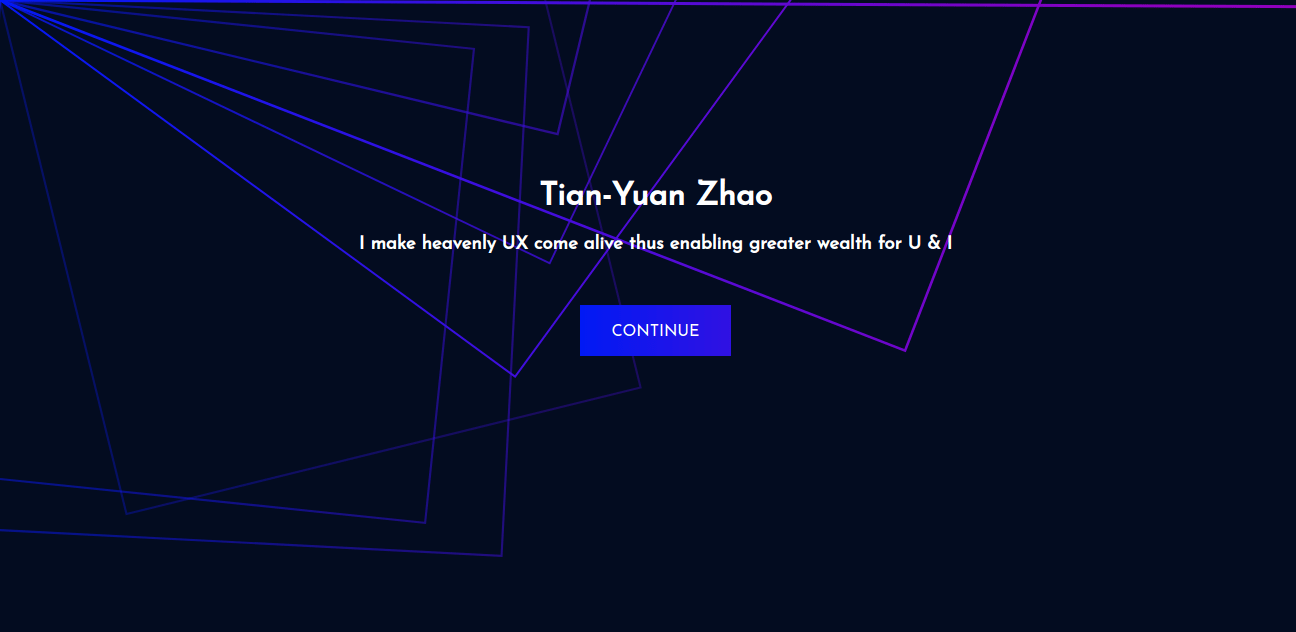 Tian-Yuan Zhao
I make heavenly UX come alive thus enabling greater wealth for U & I
CONTINUE